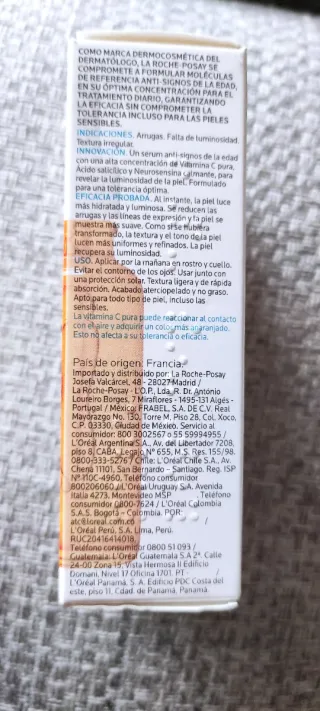 COMO MARCA DERMOCOSMÉTICA DEL
DERMATÓLOGO, LA ROCHE-POSAY SE
COMPROMETE A FORMULAR MOLÉCULAS
DE REFERENCIA ANTI-SIGNOS DE LA EDAD,
EN SU ÓPTIMA CONCENTRACIÓN PARA EL
TRATAMIENTO DIARIO, GARANTIZANDO
LA EFICACIA SIN COMPROMETER LA
TOLERANCIA INCLUSO PARA LAS PIELES
SENSIBLES.
INDICACIONES. Arrugas. Falta de luminosidad.
Textura irregular.
INNOVACIÓN. Un serum anti-signos de la edad
con una alta concentración de Vitamina C pura,
Ácido salicílico y Neurosensina calmante, para
revelar la luminosidad de la piel. Formulado
para una tolerancia óptima.
EFICACIA PROBADA. Al instante, la piel luce
más hidratada y luminosa. Se reducen las
arrugas y las líneas de expresión y la piel se
muestra más suave. Como si se hubiera
transformado, la textura y el tono de la piel
lucen más uniformes y refinados. La piel
recupera su luminosidad.
USO. Aplicar por la mañana en rostro y cuello.
Evitar el contorno de los ojos. Usar junto con
una protección solar. Textura ligera y de rápida
absorción. Acabado aterciopelado y no graso.
Apto para todo tipo de piel, incluso las
sensibles.
La vitamina C pura puede reaccionar al contacto
con el aire y adquirir un color más anaranjado.
Esto no afecta a su tolerancia o eficacia.
País de origen: Francia
Importado y distribuido por: La Roche-Posay
Josefa Valcárcel, 48 - 28027 Madrid /
La Roche-Posay - L'O.P., Lda. R. Dr. António
Loureiro Borges, 7 Miraflores - 1495-131 Algés -
Portugal / México: FRABEL, S.A. DE C.V. Real
Mayorazgo No. 130, Torre M, Piso 28, Col. Xoco,
C.P. 03330, Ciudad de México. Servicio al
consumidor: 800 3002567 o 55 59994955 /
L'Oréal Argentina S.A., Av. del Libertador 7208,
piso 8, CABA, Legajo Nº 655, M.S. Res. 155/98.
0800-333-5276 / Chile: L'Oréal Chile S.A., Av.
Chena 11101, San Bernardo – Santiago. Reg. ISP
Nº 110C-4960. Teléfono consumidor
800206060 / L'Oréal Uruguay S.A. Avenida
Italia 4273, Montevideo MSP Teléfono
consumidor 0800-7624 / L'Oréal Colombia
S.A.S. Bogotá - Colombia. PQR:
atc@loreal.com.co /
L'Oréal Perú, S.A. Lima, Perú.
RUC20416414018.
Teléfono consumidor 0800 51 093 /
Guatemala: L'Oréal Guatemala S.A 2ª. Calle
24-00 Zona 15, Vista Hermosa II Edificio
Domani, Nivel 17 Oficina 1701. PT - /
L'Oréal Panamá, S. A. Edificio PDC Costa del
este, piso 11. Cdad. de Panamá, Panamá.